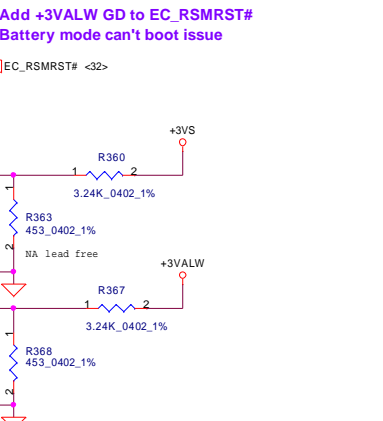 Add +3VALW GD to EC_RSMRST#
Battery mode can't boot issue
EC_RSMRST# <32>
+3VS
R360
1 2
3.24K_0402_1%
1
R363
453_0402_1%
2
NA lead free
+3VALW
R367
1 2
3.24K_0402_1%
1
R368
453_0402_1%
2